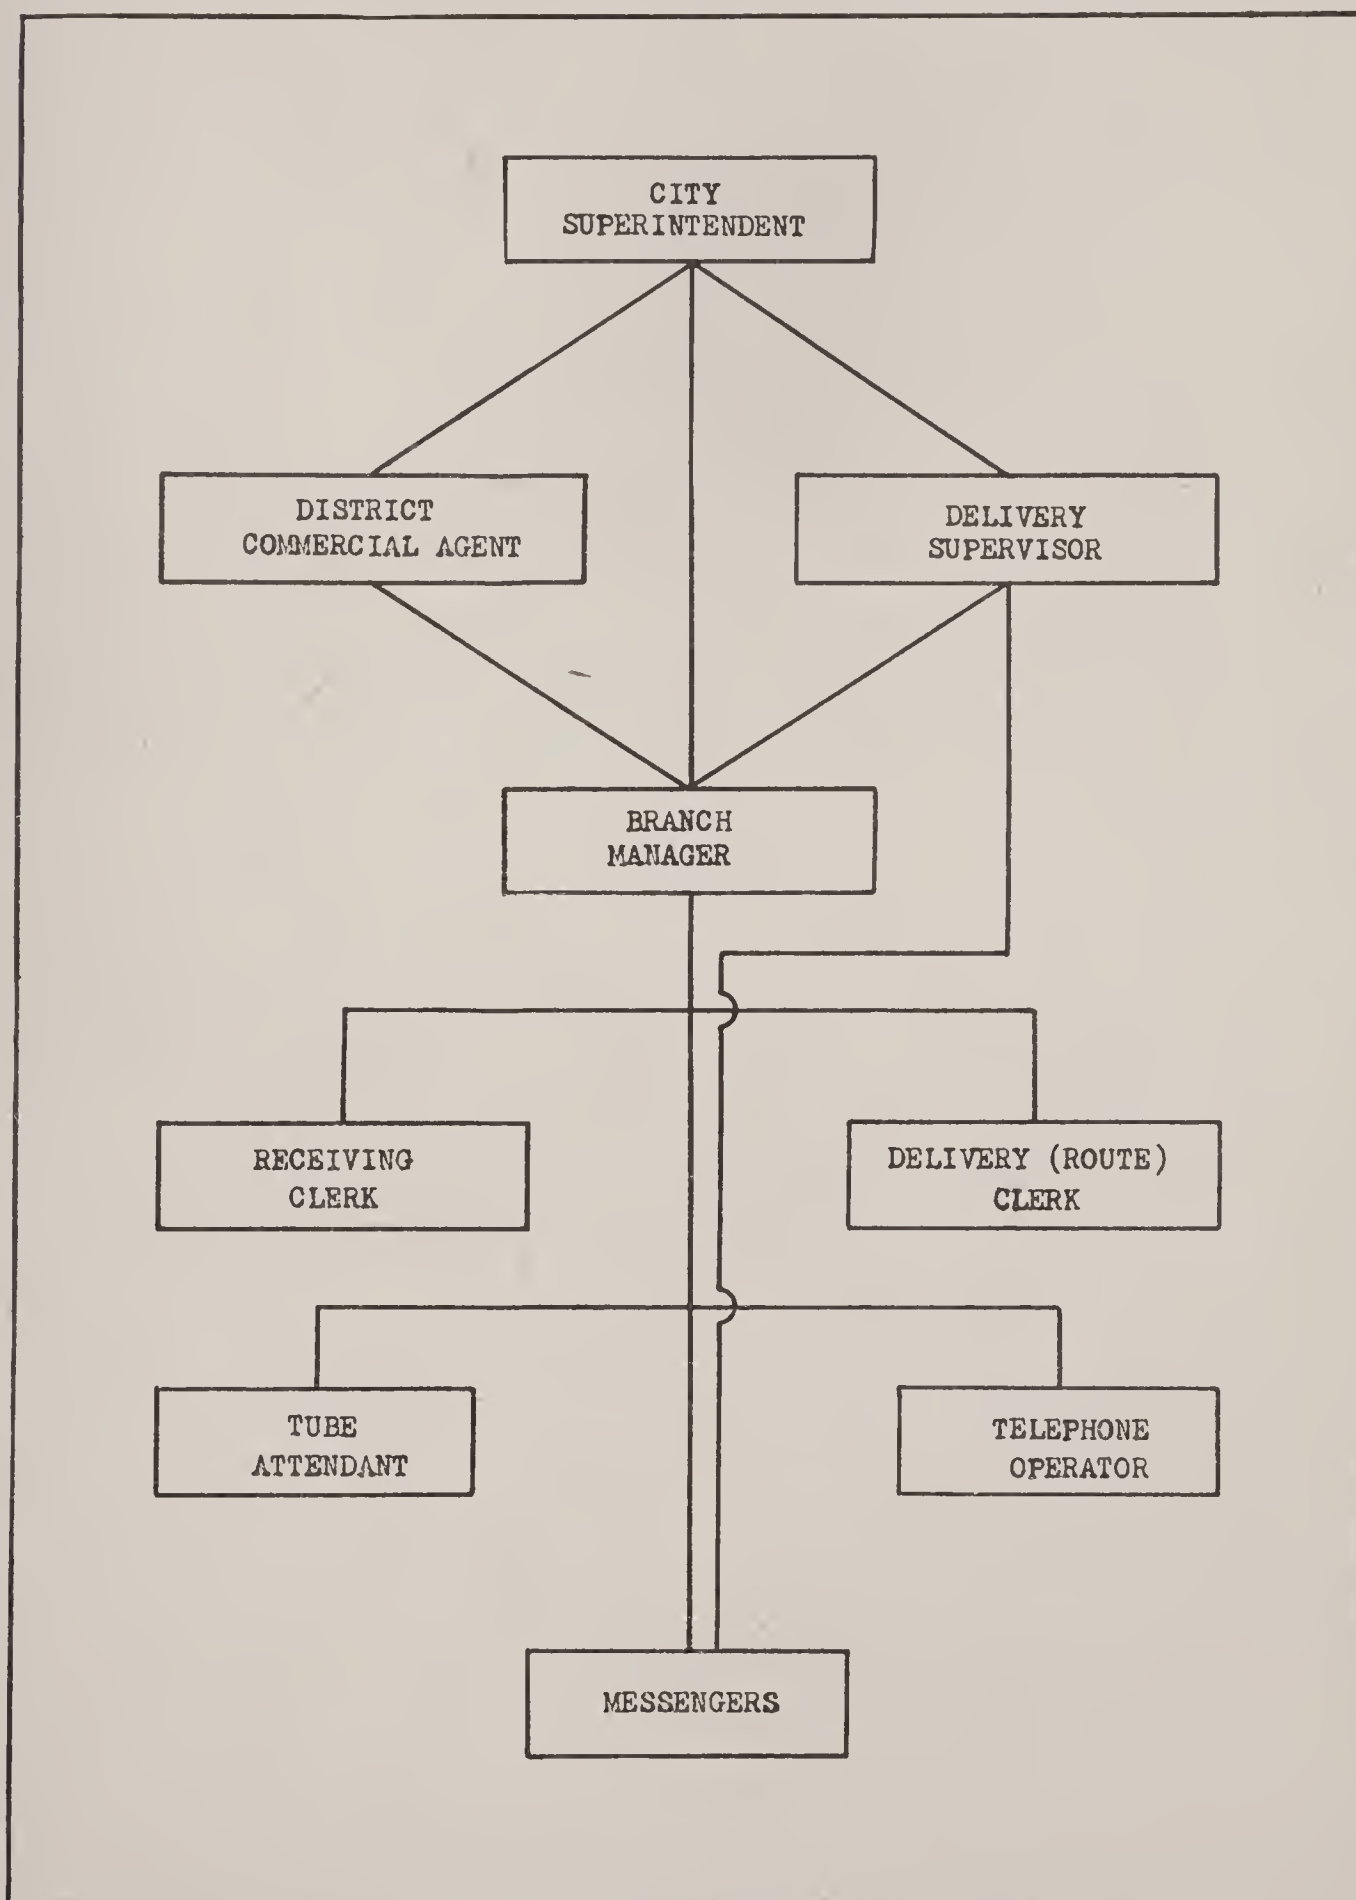 CITY
SUPERINTENDENT
DISTRICT
COMMERCIAL AGENT
DELIVERY
SUPERVISOR
BRANCH
MANAGER
RECEIVING
CLERK
DELIVERY (ROUTE)
CLERK
TUBE
ATTENDANT
TELEPHONE
OPERATOR
MESSENGERS